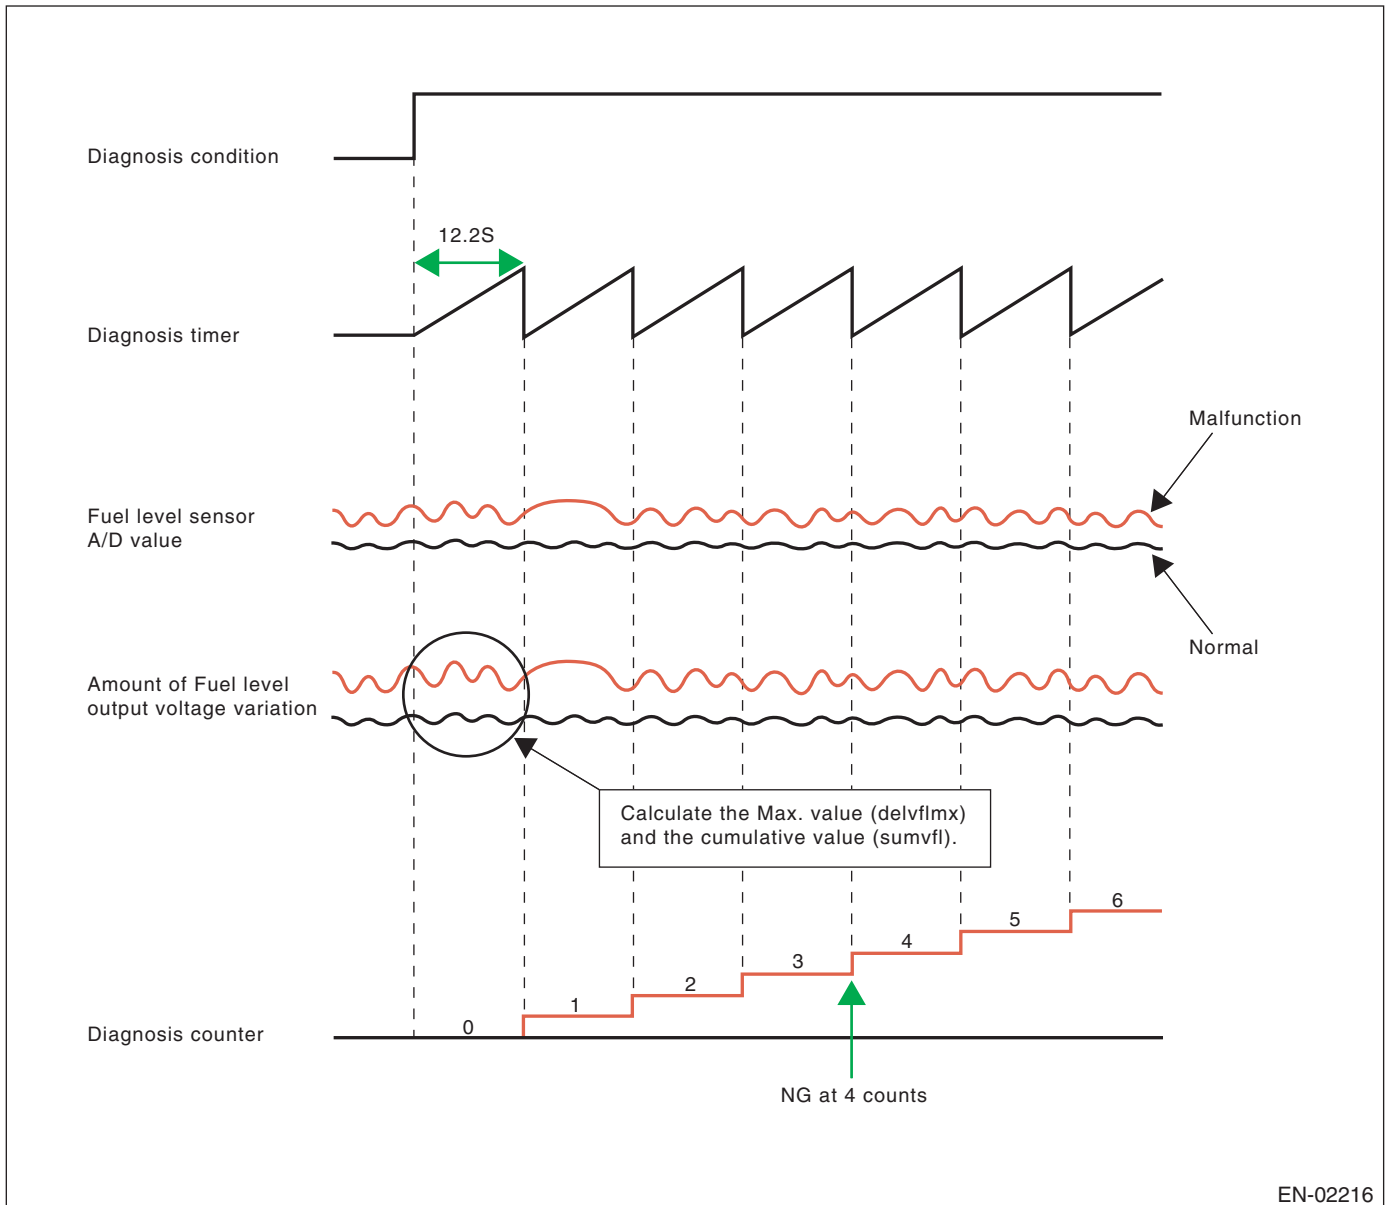 Diagnosis condition
12.2S
Diagnosis timer
Malfunction
Fuel level sensor
A/D value
Normal
Amount of Fuel level
output voltage variation
Calculate the Max. value (delvflmx)
and the cumulative value (sumvfl).
6
5
4
3
2
1
0
Diagnosis counter
NG at 4 counts
EN-02216